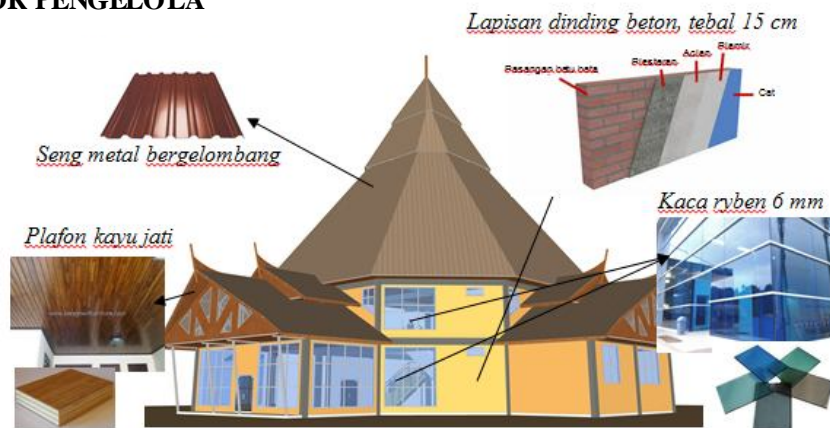 OR PENGELOLA
Lapisan dinding beton, tebal 15 cm
Plesteran
Acian
Plamir
Pasangan batu bata
Cat
Seng metal bergelombang
Kaca ryben 6 mm
Plafon kayu jati